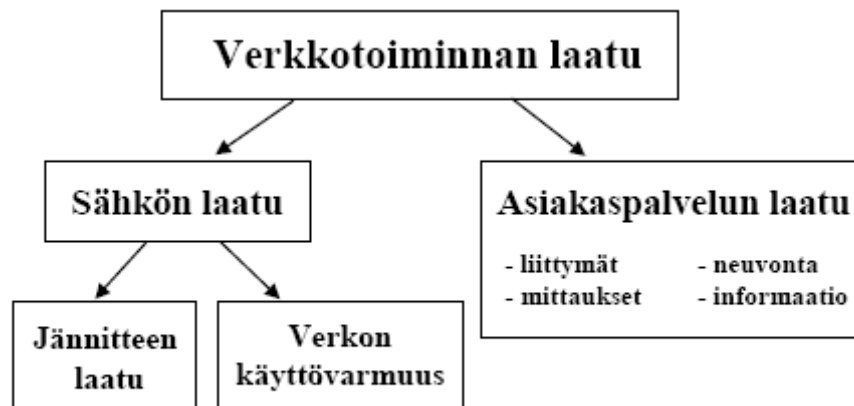 Verkkotoiminnan laatu
Sähkön laatu
Asiakaspalvelun laatu
- liittymät - neuvonta
- mittaukset - informaatio
Jännitteen
laatu
Verkon
käyttövarmuus